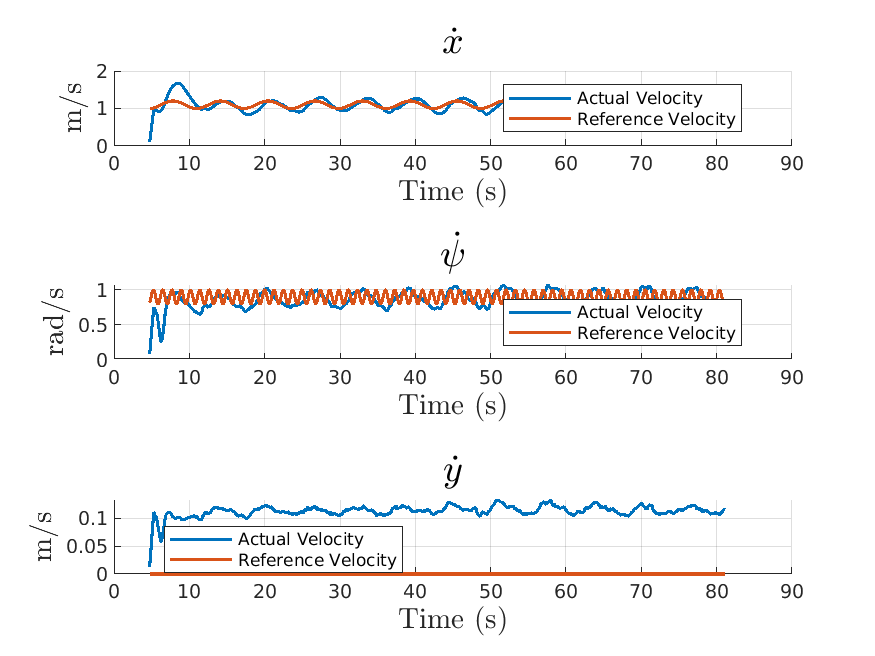 ẋ
m/s
2
1
0
Actual Velocity
Reference Velocity
0 10 20 30 40 50 60 70 80 90
Time (s)
ψ̇
rad/s
1
0.5
0
Actual Velocity
Reference Velocity
0 10 20 30 40 50 60 70 80 90
Time (s)
ẏ
m/s
0.1
0.05
0
Actual Velocity
Reference Velocity
0 10 20 30 40 50 60 70 80 90
Time (s)